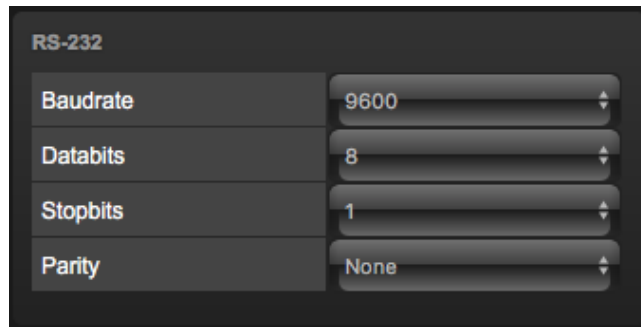 RS-232
Baudrate 9600
Databits 8
Stopbits 1
Parity None